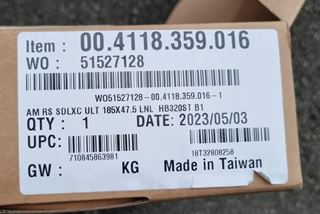 Item : 00.4118.359.016
WO : 51527128
WO51527128-00.4118.359.016-1
AM RS SDLXC ULT 185X47.5 LNL HB320ST B1
QTY : 1 DATE: 2023/05/03
UPC:
710845863981
18T32808258
GW : KG Made in Taiwan